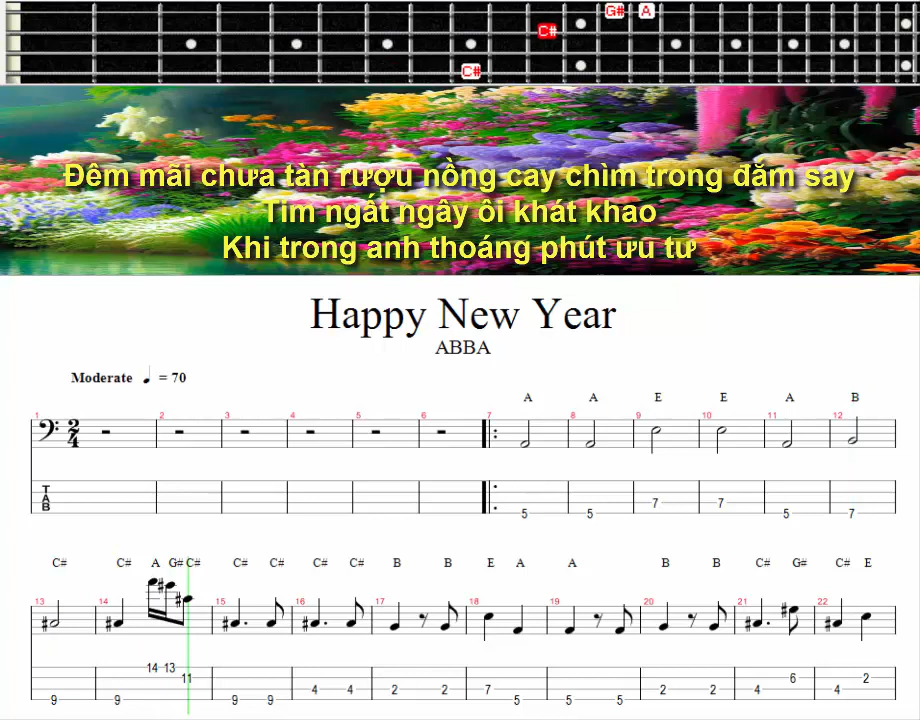 G# A
C#
C#
Đêm mãi chưa tàn rượu nồng cay chìm trong đắm say
Tim ngất ngây ôi khát khao
Khi trong anh thoáng phút ưu tư
Happy New Year
ABBA
Moderate = 70
A A E E A B
1 2 3 4 5 6 7 8 9 10 11 12
2
4
T
A
B
5 5 7 7 5 7
C# C# A G# C# C# C# C# C# B B E A A B B C# G# C# E
13 14 15 16 17 18 19 20 21 22
14 13
11
9 9 9 9 4 4 2 2 7 5 5 5 2 2 4 6 4 2